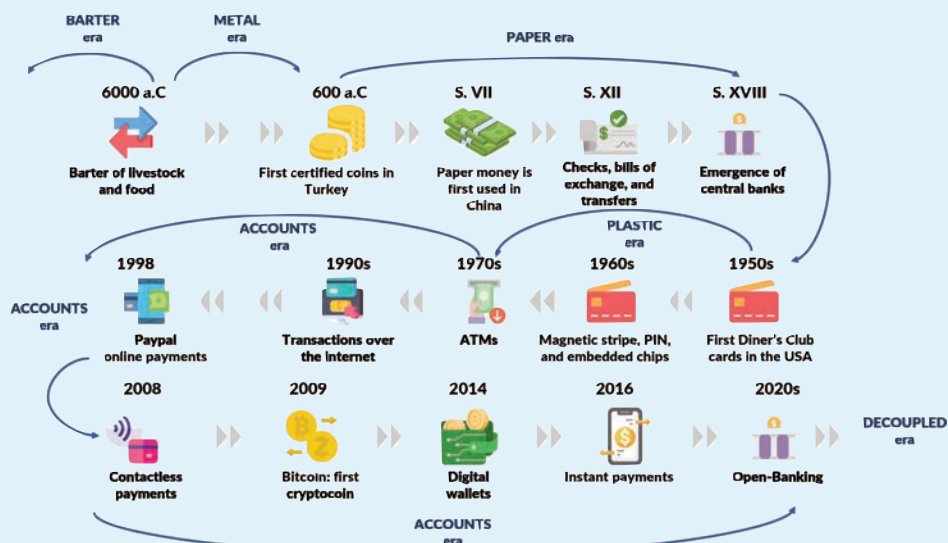 BARTER
era
METAL
era
PAPER era
6000 a.C
600 a.C
S. VII
S. XII
S. XVIII
Barter of livestock
and food
First certified coins in
Turkey
Paper money is
first used in
China
Checks, bills of
exchange, and
transfers
Emergence of
central banks
ACCOUNTS
era
PLASTIC
era
1998
1990s
1970s
1960s
1950s
ACCOUNTS
era
Paypal
online payments
Transactions over
the Internet
ATMs
Magnetic stripe, PIN,
and embedded chips
First Diner's Club
cards in the USA
2008
2009
2014
2016
2020s
DECOUPLED
era
Contactless
payments
Bitcoin: first
cryptocoin
Digital
wallets
Instant payments
Open-Banking
ACCOUNTS
era